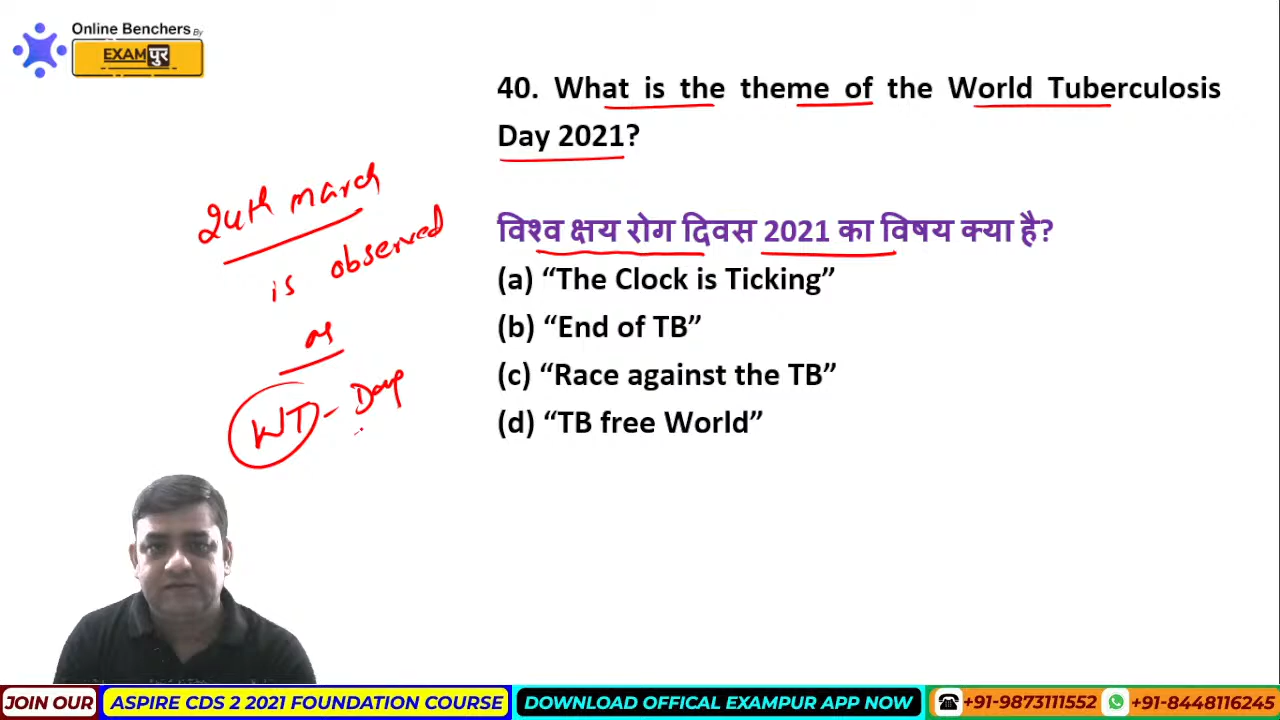 Online Benchers By
EXAMपुर
40. What is the theme of the World Tuberculosis
Day 2021?
24th march
is observed
as
WT - Day
विश्व क्षय रोग दिवस 2021 का विषय क्या है?
(a) “The Clock is Ticking”
(b) “End of TB”
(c) “Race against the TB”
(d) “TB free World”
JOIN OUR ASPIRE CDS 2 2021 FOUNDATION COURSE DOWNLOAD OFFICAL EXAMPUR APP NOW +91-9873111552 +91-8448116245